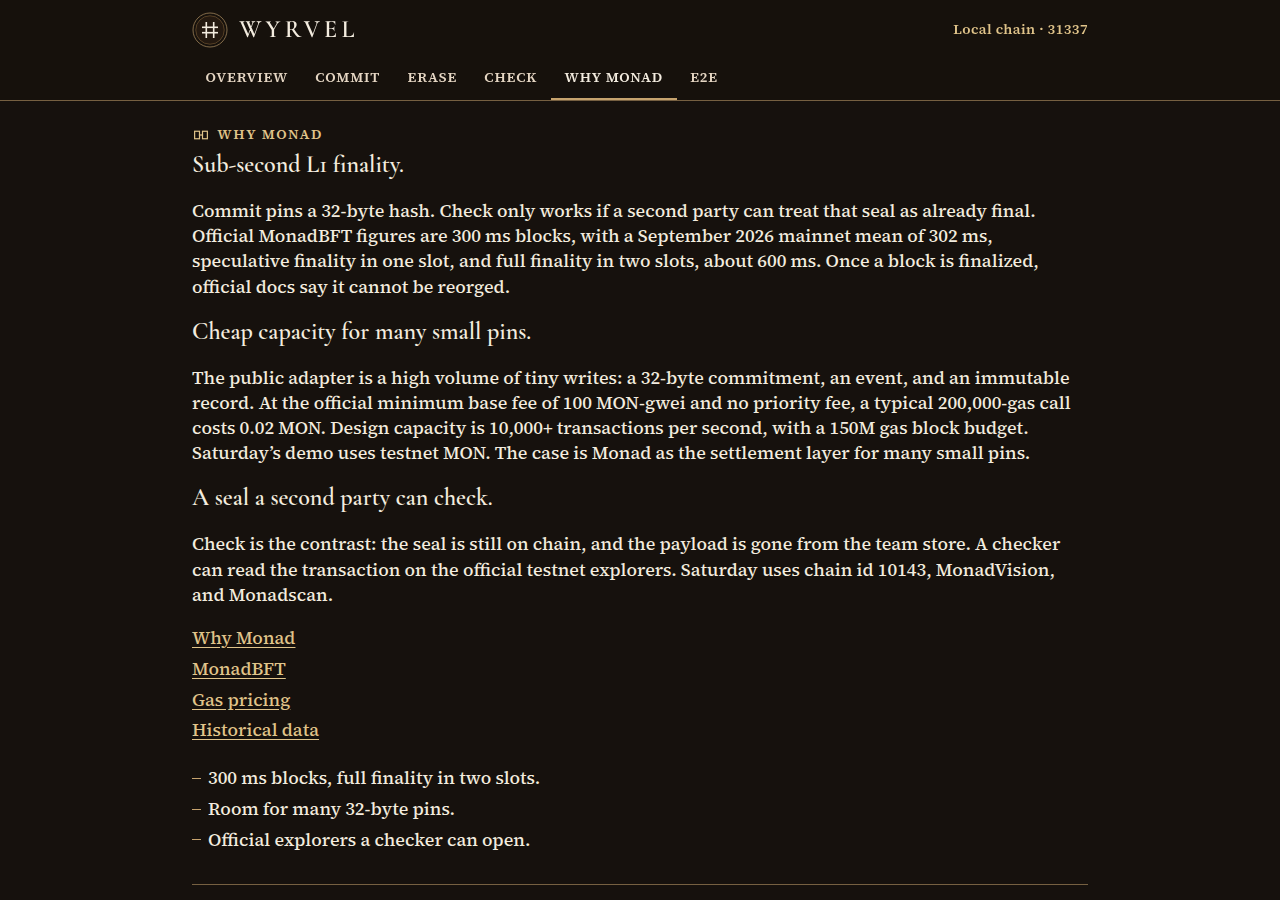 WYRVEL
Local chain · 31337
OVERVIEW COMMIT ERASE CHECK WHY MONAD E2E
WHY MONAD
Sub-second L1 finality.
Commit pins a 32-byte hash. Check only works if a second party can treat that seal as already final.
Official MonadBFT figures are 300 ms blocks, with a September 2026 mainnet mean of 302 ms,
speculative finality in one slot, and full finality in two slots, about 600 ms. Once a block is finalized,
official docs say it cannot be reorged.
Cheap capacity for many small pins.
The public adapter is a high volume of tiny writes: a 32-byte commitment, an event, and an immutable
record. At the official minimum base fee of 100 MON-gwei and no priority fee, a typical 200,000-gas call
costs 0.02 MON. Design capacity is 10,000+ transactions per second, with a 150M gas block budget.
Saturday’s demo uses testnet MON. The case is Monad as the settlement layer for many small pins.
A seal a second party can check.
Check is the contrast: the seal is still on chain, and the payload is gone from the team store. A checker
can read the transaction on the official testnet explorers. Saturday uses chain id 10143, MonadVision,
and Monadscan.
Why Monad
MonadBFT
Gas pricing
Historical data
– 300 ms blocks, full finality in two slots.
– Room for many 32-byte pins.
– Official explorers a checker can open.